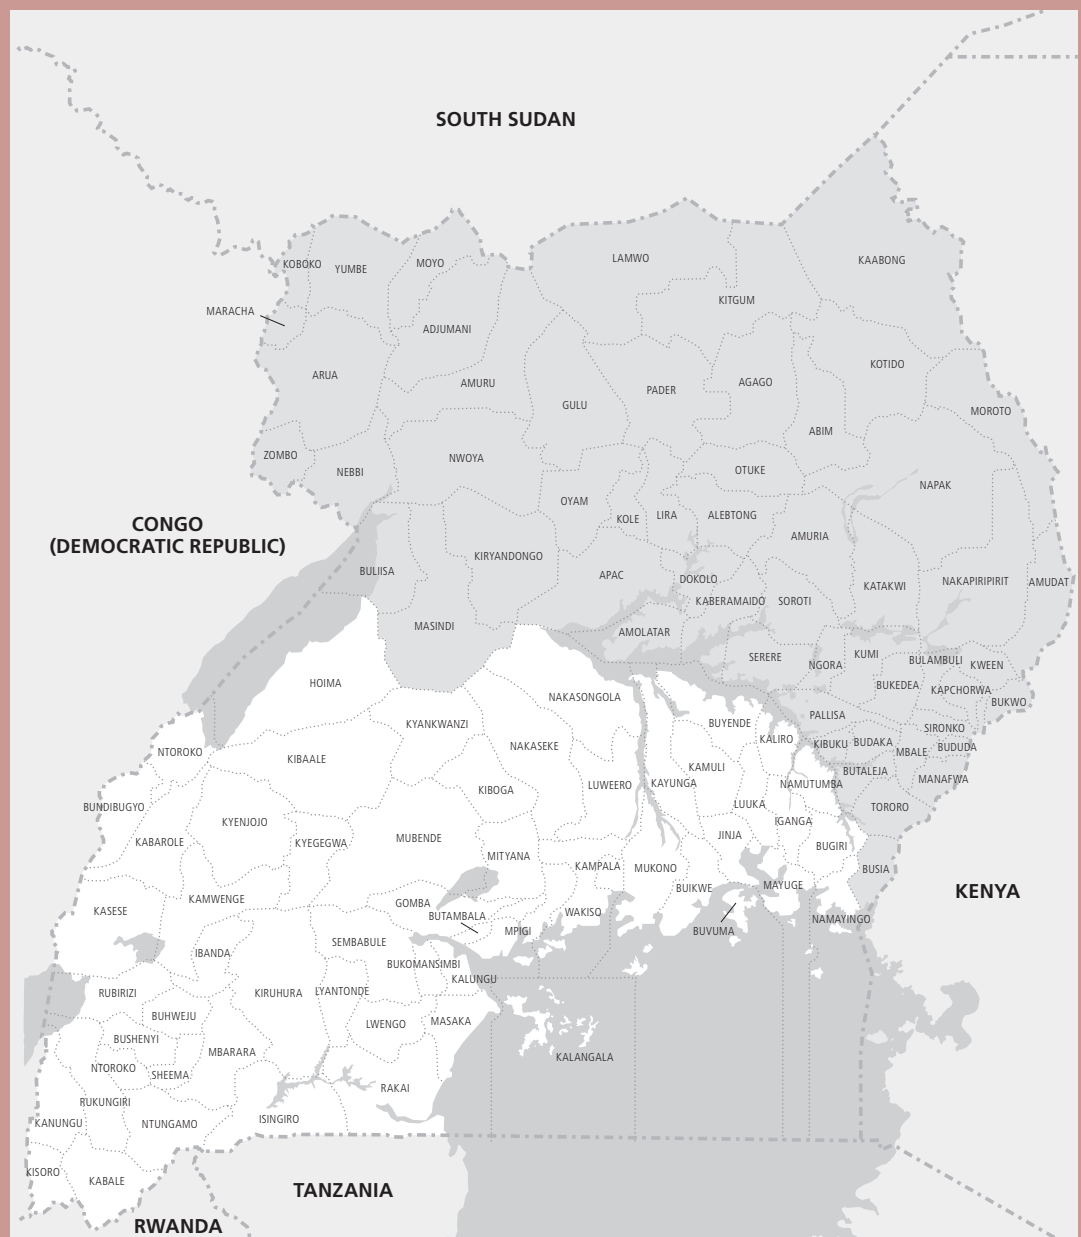 SOUTH SUDAN
KOBOKO
YUMBE
MOYO
LAMWO
KAABONG
MARACHA
KITGUM
ADJUMANI
KOTIDO
ARUA
AMURU
PADER
AGAGO
GULU
MOROTO
ABIM
ZOMBO
NEBBI
NWOYA
OTUKE
NAPAK
OYAM
KOLE
LIRA
ALEBTONG
CONGO
(DEMOCRATIC REPUBLIC)
AMURIA
KIRYANDONGO
BULIISA
APAC
DOKOLO
KATAKWI
NAKAPIRIPIRIT
AMUDAT
KABERAMAIDO
SOROTI
MASINDI
AMOLATAR
SERERE
NGORA
KUMI
BULAMBULI
KWEEN
HOIMA
NAKASONGOLA
BUKEDEA
KAPCHORWA
BUKWO
KYANKWANZI
BUYENDE
PALLISA
SIRONKO
NTOROKO
KIBAALE
NAKASEKE
KALIRO
KIBUKU
BUDAKA
MBALE
BUDUDA
KAMULI
BUTALEJA
MANAFWA
KIBOGA
LUWEERO
KAYUNGA
NAMUTUMBA
BUNDIBUGYO
LUUKA
TORORO
KYENJOJO
IGANGA
KABAROLE
KYEGEGWA
MUBENDE
JINJA
BUGIRI
MITYANA
KAMPALA
MUKONO
BUSIA
KENYA
BUIKWE
MAYUGE
KAMWENGE
GOMBA
KASESE
BUTAMBALA
WAKISO
NAMAYINGO
MPIGI
BUVUMA
SEMBABULE
IBANDA
BUKOMANSIMBI
KALUNGU
RUBIRIZI
KIRUHURA
LYANTONDE
BUHWEJU
LWENGO
MASAKA
BUSHENYI
MBARARA
KALANGALA
NTOROKO
SHEEMA
RAKAI
RUKUNGIRI
KANUNGU
NTUNGAMO
ISINGIRO
KISORO
KABALE
TANZANIA
RWANDA